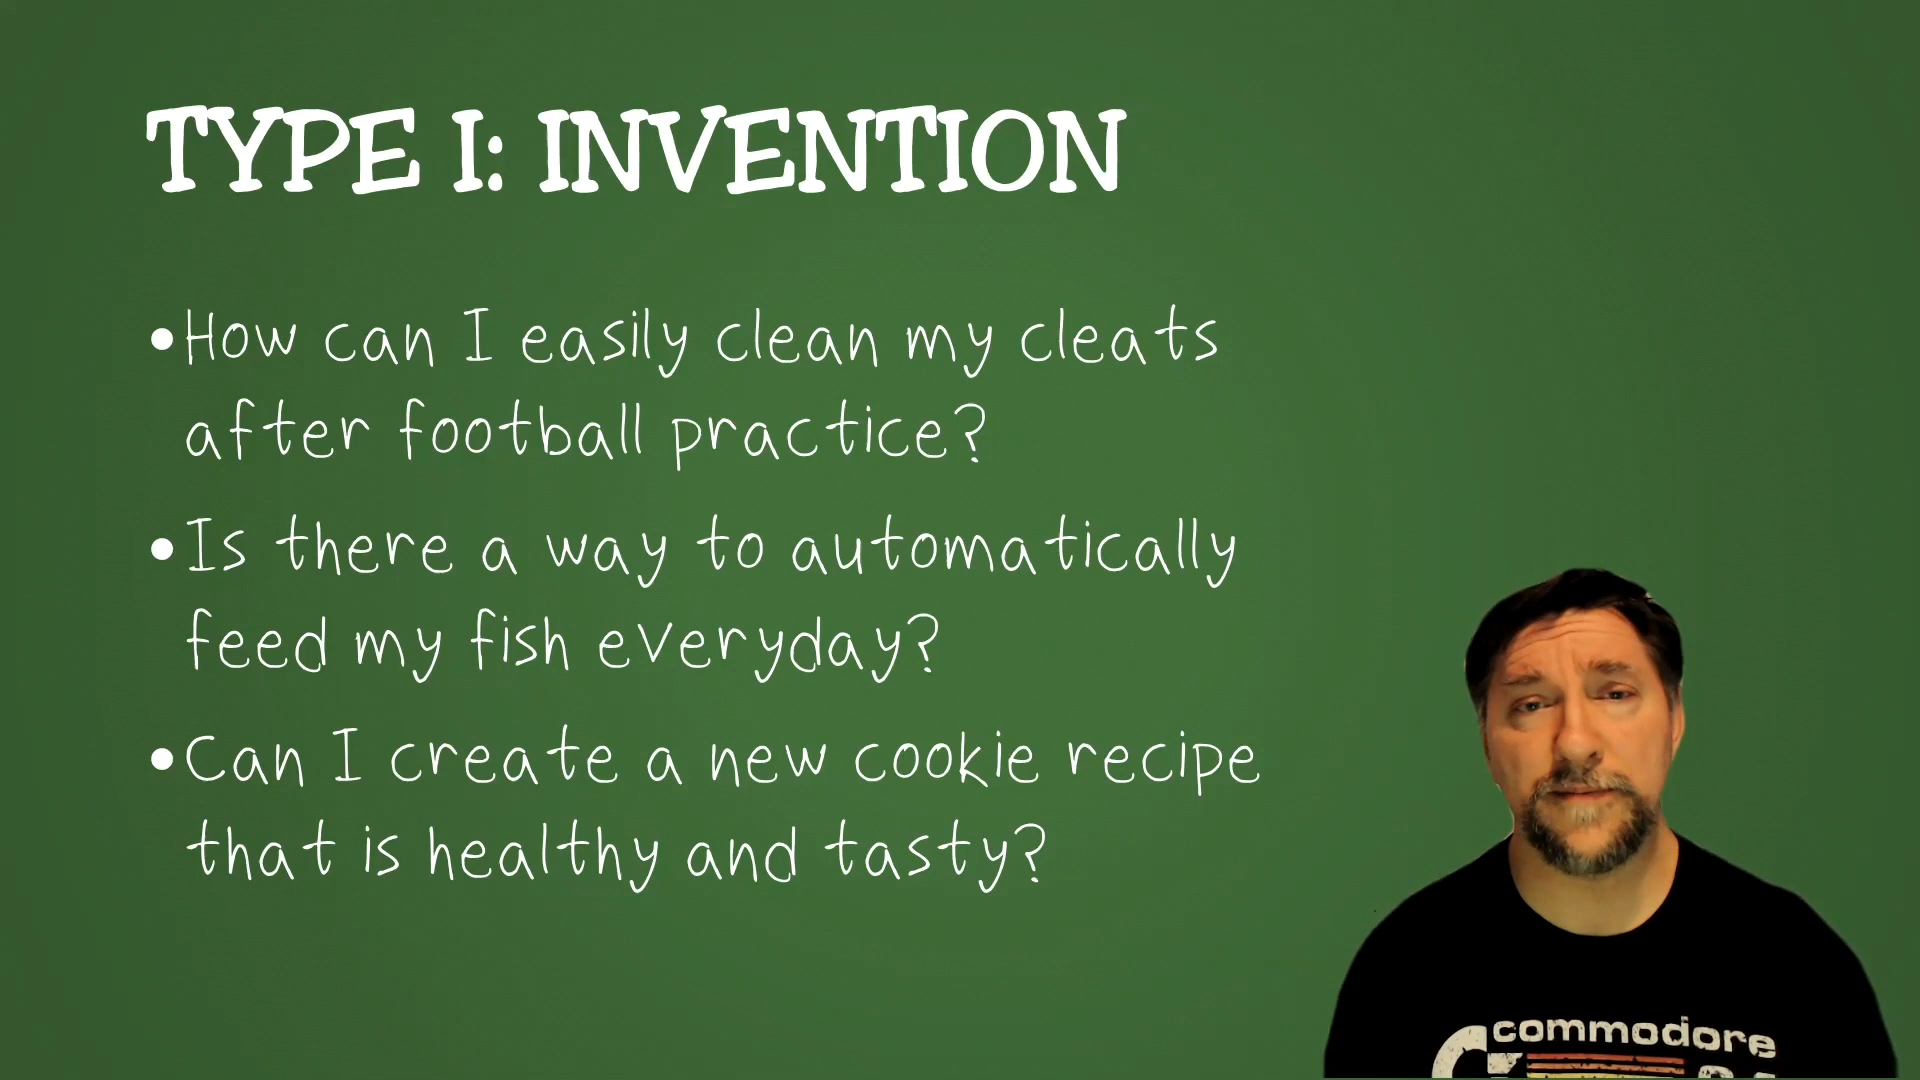 TYPE I: INVENTION
•How can I easily clean my cleats
after football practice?
•Is there a way to automatically
feed my fish everyday?
•Can I create a new cookie recipe
that is healthy and tasty?
commodore